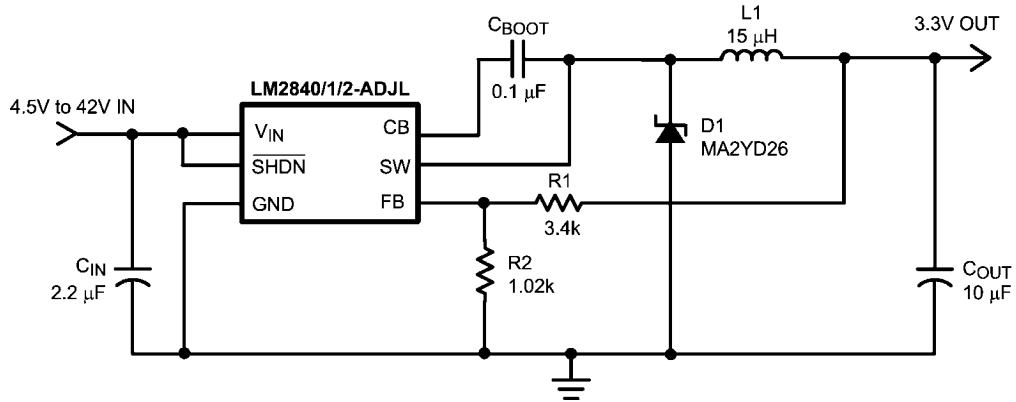 L1
15 μH
3.3V OUT
CBOOT
0.1 μF
LM2840/1/2-ADJL
4.5V to 42V IN
VIN
SHDN
GND
CB
SW
FB
D1
MA2YD26
R1
3.4k
R2
1.02k
CIN
2.2 μF
COUT
10 μF